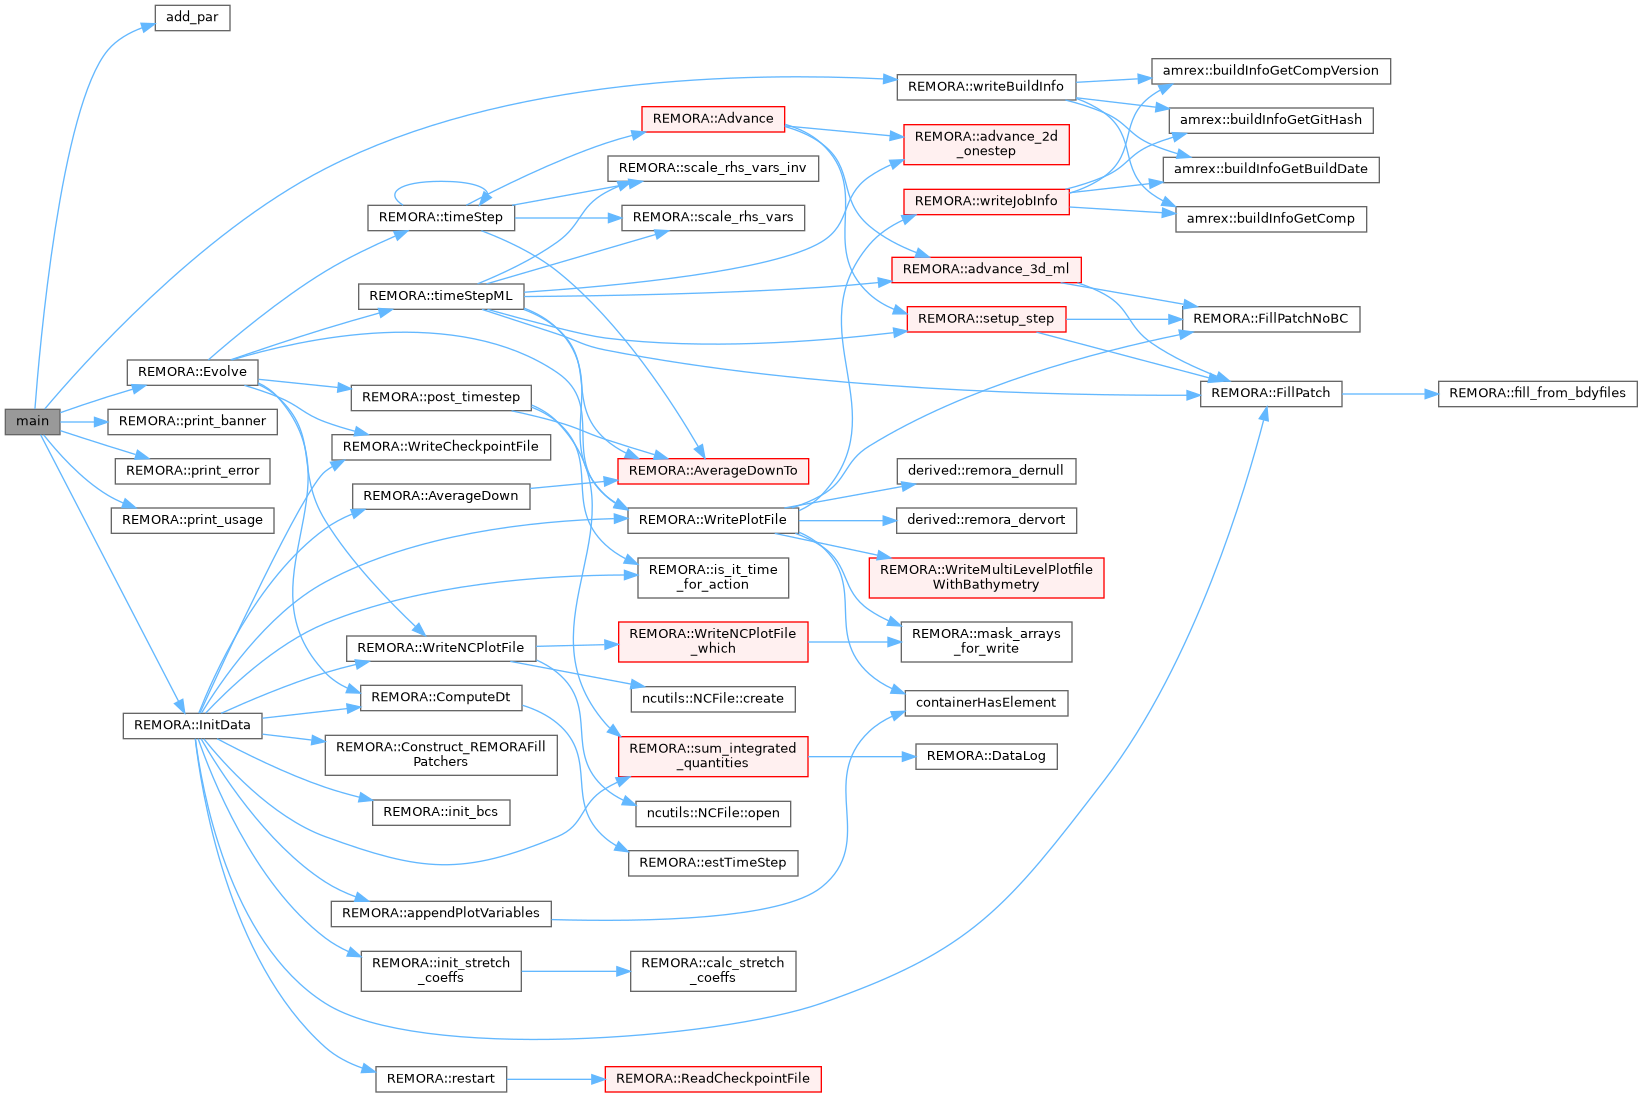 add_par
amrex::buildInfoGetCompVersion
REMORA::writeBuildInfo
REMORA::Advance
amrex::buildInfoGetGitHash
REMORA::advance_2d
_onestep
REMORA::scale_rhs_vars_inv
amrex::buildInfoGetBuildDate
REMORA::writeJobInfo
REMORA::timeStep
REMORA::scale_rhs_vars
amrex::buildInfoGetComp
REMORA::advance_3d_ml
REMORA::timeStepML
REMORA::setup_step
REMORA::FillPatchNoBC
REMORA::Evolve
REMORA::post_timestep
REMORA::FillPatch
REMORA::fill_from_bdyfiles
main
REMORA::print_banner
REMORA::WriteCheckpointFile
REMORA::print_error
REMORA::AverageDownTo
derived::remora_dernull
REMORA::AverageDown
REMORA::print_usage
REMORA::WritePlotFile
derived::remora_dervort
REMORA::is_it_time
_for_action
REMORA::WriteMultiLevelPlotfile
WithBathymetry
REMORA::WriteNCPlotFile
REMORA::WriteNCPlotFile
_which
REMORA::mask_arrays
_for_write
REMORA::ComputeDt
ncutils::NCFile::create
containerHasElement
REMORA::InitData
REMORA::Construct_REMORAFill
Patchers
REMORA::sum_integrated
_quantities
REMORA::DataLog
REMORA::init_bcs
ncutils::NCFile::open
REMORA::estTimeStep
REMORA::appendPlotVariables
REMORA::init_stretch
_coeffs
REMORA::calc_stretch
_coeffs
REMORA::restart
REMORA::ReadCheckpointFile